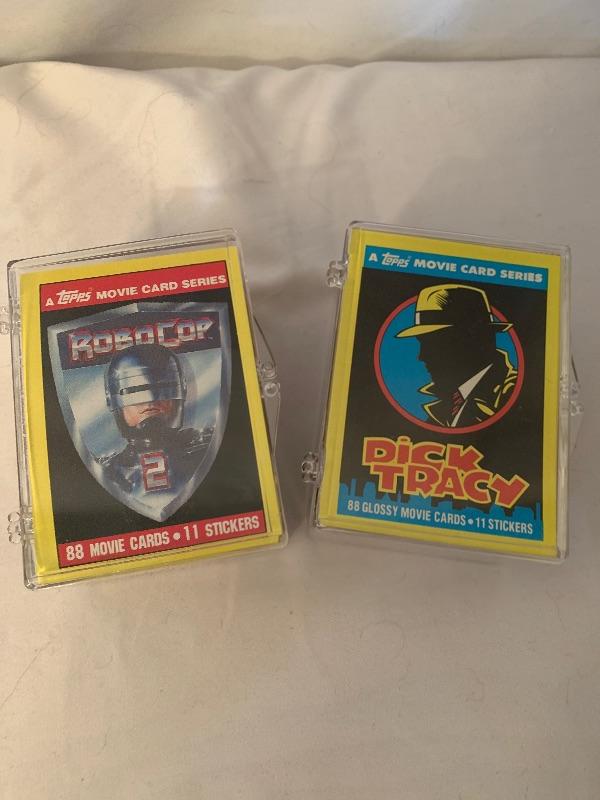 A Topps MOVIE CARD SERIES
ROBOCOP
2
88 MOVIE CARDS • 11 STICKERS
A Topps MOVIE CARD SERIES
DICK
TRACY
88 GLOSSY MOVIE CARDS • 11 STICKERS